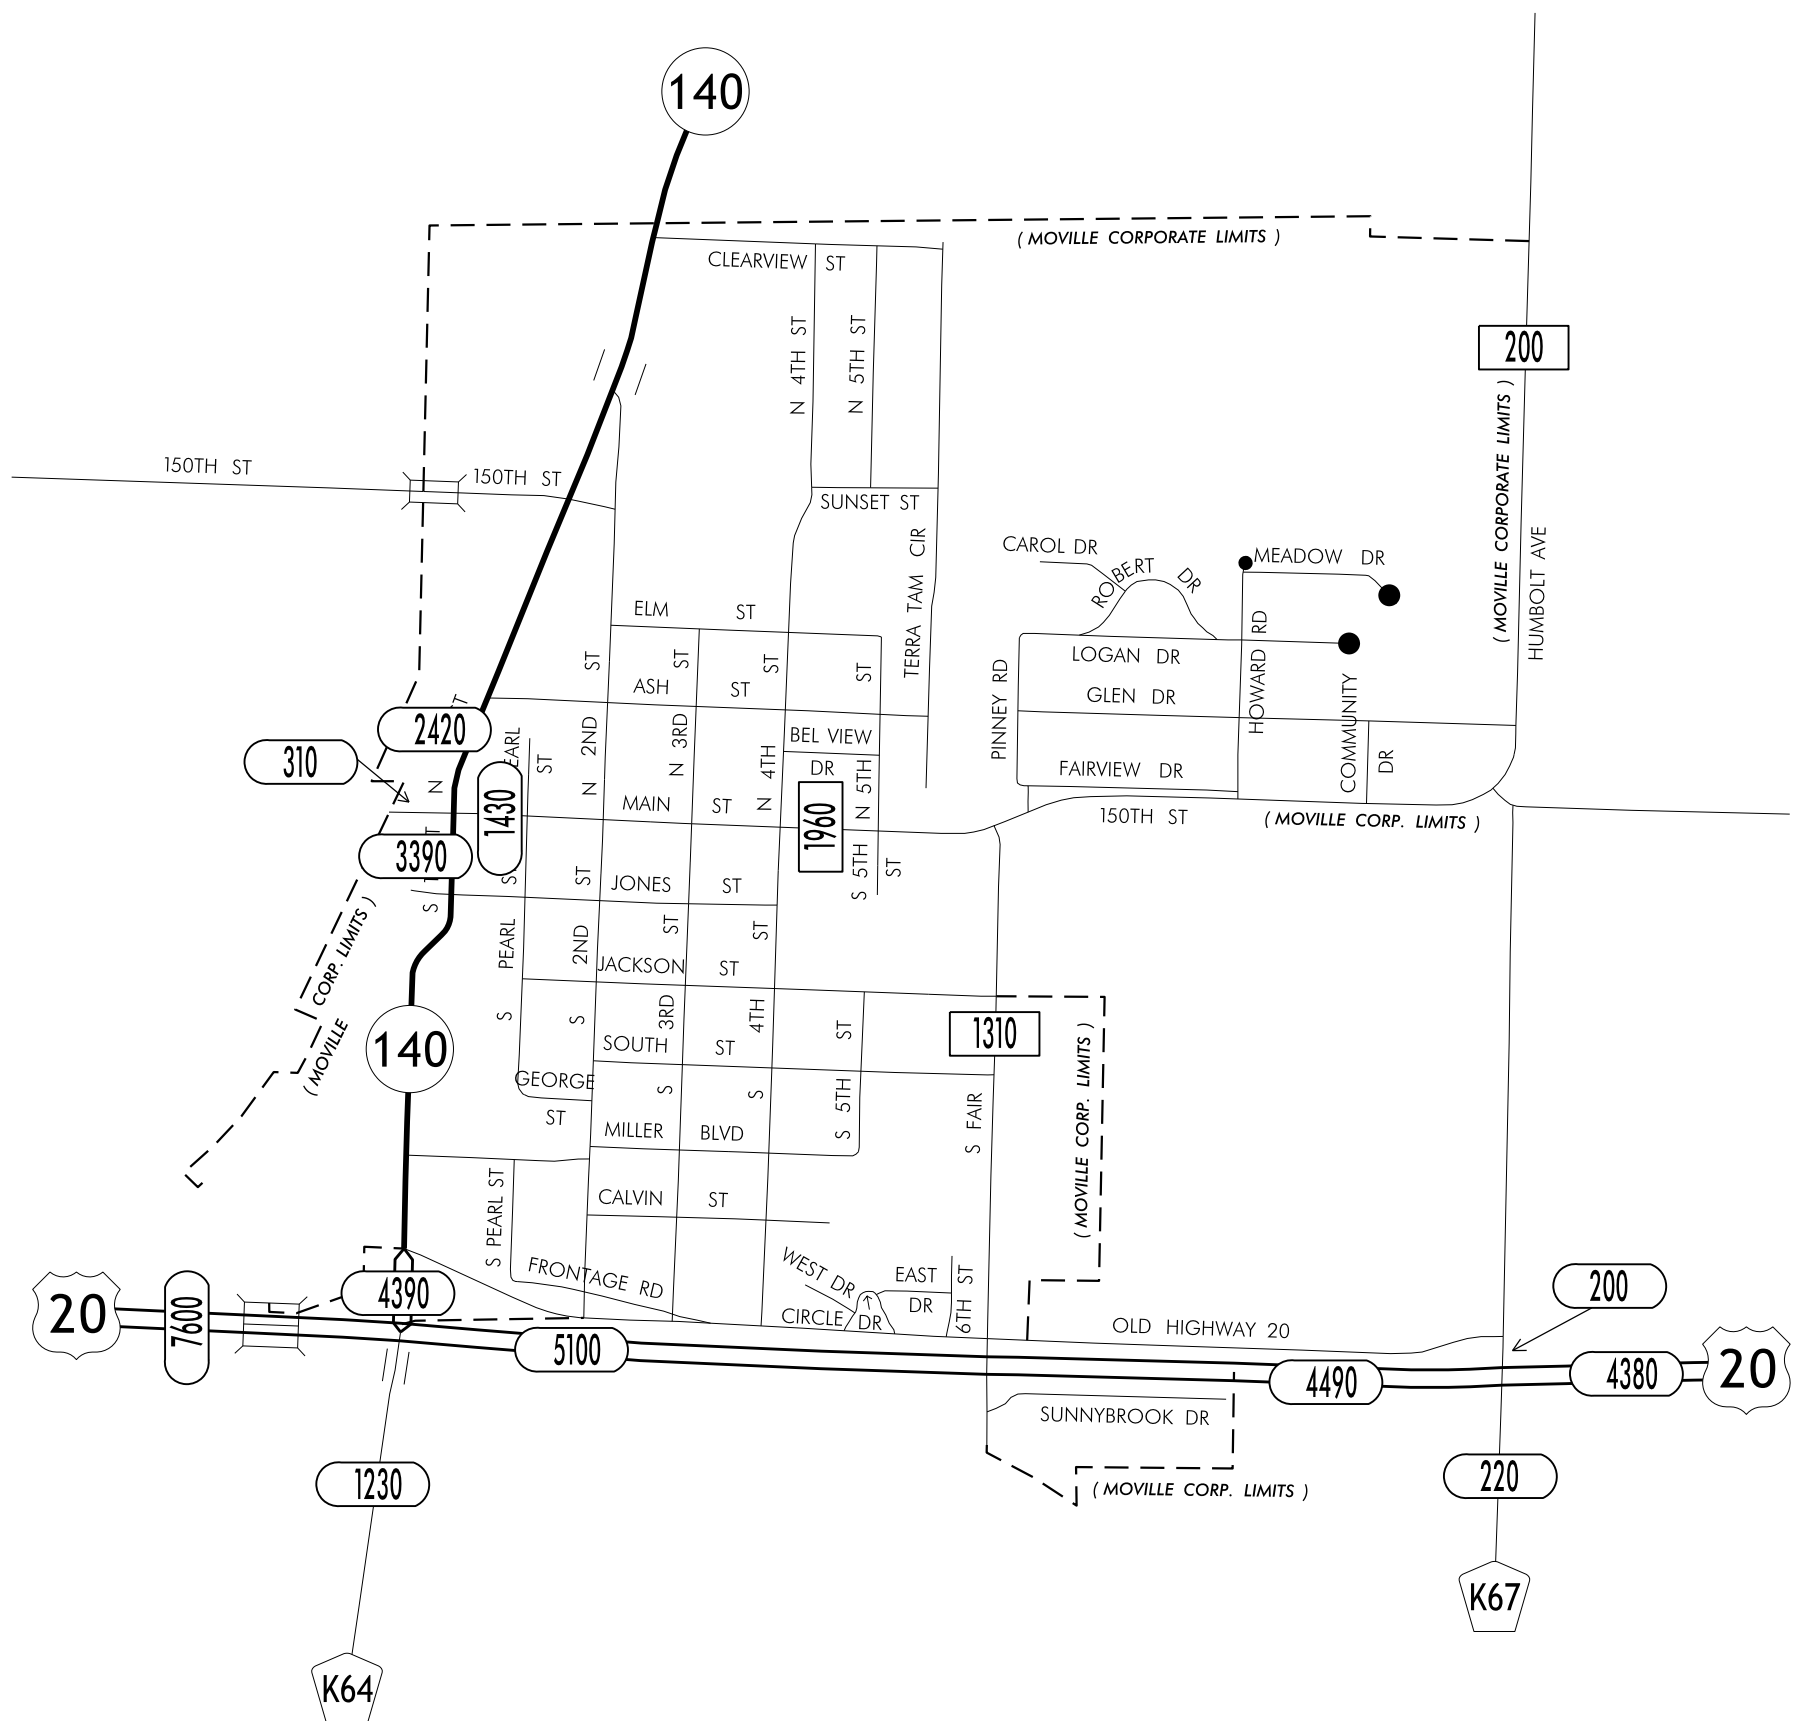 140
( MOVILLE CORPORATE LIMITS )
CLEARVIEW ST
N 4TH ST
N 5TH ST
200
( MOVILLE CORPORATE LIMITS )
HUMBOLT AVE
150TH ST
150TH ST
SUNSET ST
TERRA TAM CIR
CAROL DR
ROBERT DR
MEADOW DR
ELM ST
LOGAN DR
PINNEY RD
HOWARD RD
GLEN DR
COMMUNITY DR
FAIRVIEW DR
ASH ST
N 2ND ST
N 3RD ST
N 4TH ST
N 5TH ST
BEL VIEW DR
2420
310
N
ST
PEARL ST
1430
MAIN ST
1960
150TH ST
( MOVILLE CORP. LIMITS )
3390
S
JONES ST
S 5TH ST
S PEARL
S 2ND ST
S 3RD ST
S 4TH ST
JACKSON ST
( MOVILLE CORP. LIMITS )
140
1310
SOUTH ST
S 5TH ST
( MOVILLE CORP. LIMITS )
GEORGE ST
S FAIR
MILLER BLVD
S PEARL ST
CALVIN ST
FRONTAGE RD
WEST DR
EAST DR
CIRCLE DR
6TH ST
OLD HIGHWAY 20
200
20
7600
4390
5100
4490
4380
20
SUNNYBROOK DR
( MOVILLE CORP. LIMITS )
1230
220
K67
K64